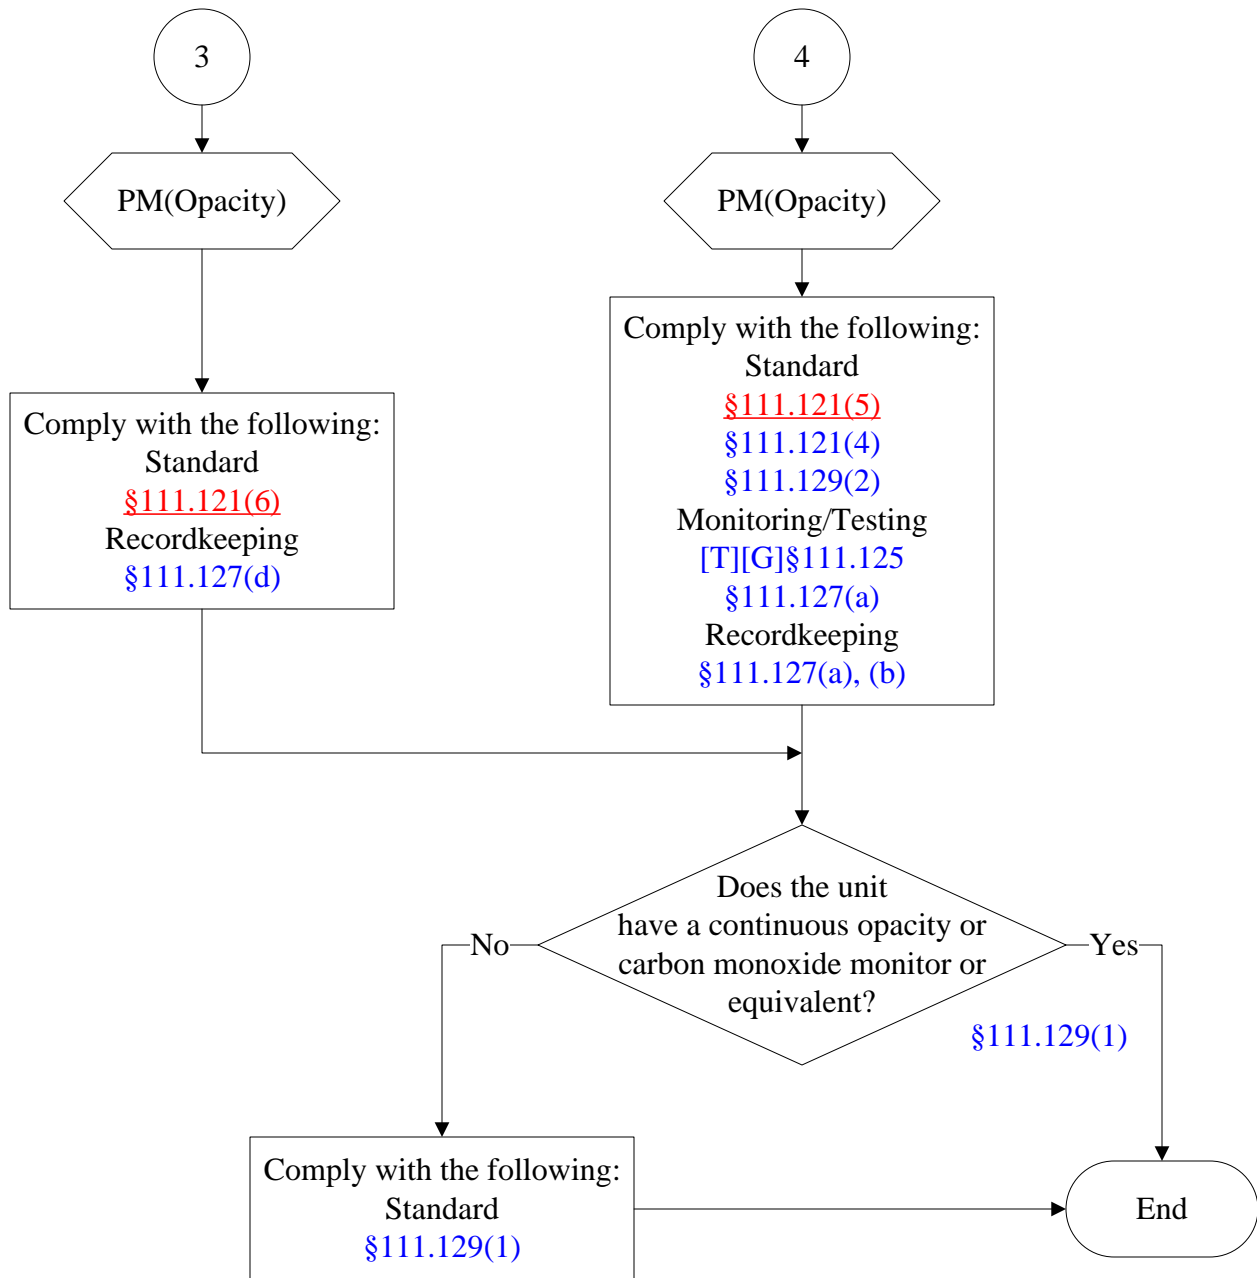 3
4
PM(Opacity)
PM(Opacity)
Comply with the following:
Standard
§111.121(6)
Recordkeeping
§111.127(d)
Comply with the following:
Standard
§111.121(5)
§111.121(4)
§111.129(2)
Monitoring/Testing
[T][G]§111.125
§111.127(a)
Recordkeeping
§111.127(a), (b)
Does the unit
have a continuous opacity or
carbon monoxide monitor or
equivalent?
No
Yes
§111.129(1)
Comply with the following:
Standard
§111.129(1)
End